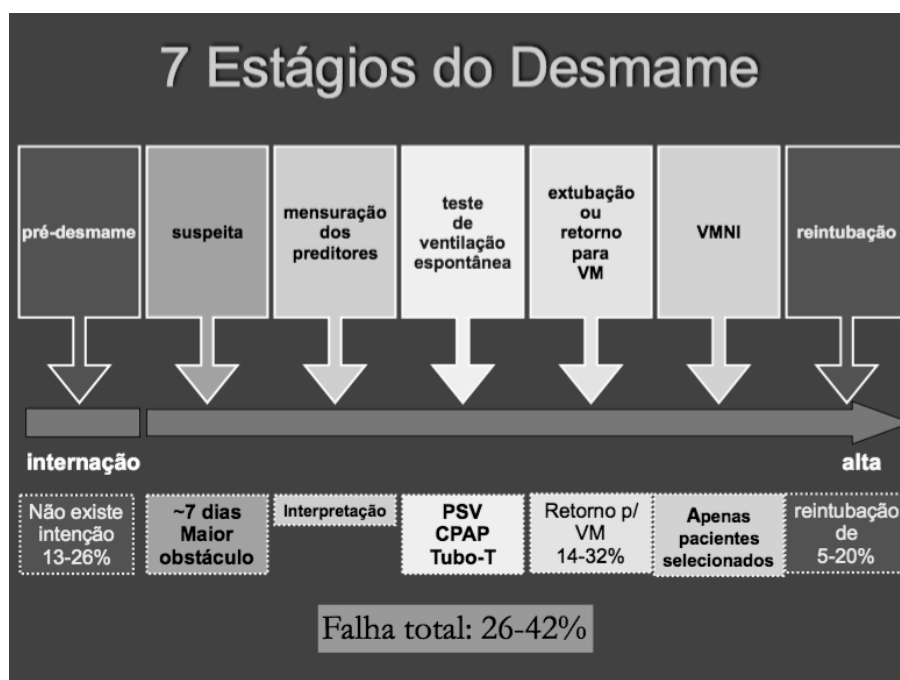 7 Estágios do Desmame
pré-desmame
suspeita
mensuração
dos
preditores
teste
de
ventilação
espontânea
extubação
ou
retorno
para
VM
VMNI
reintubação
internação
alta
Não existe
intenção
13-26%
~7 dias
Maior
obstáculo
Interpretação
PSV
CPAP
Tubo-T
Retorno p/
VM
14-32%
Apenas
pacientes
selecionados
reintubação
de
5-20%
Falha total: 26-42%